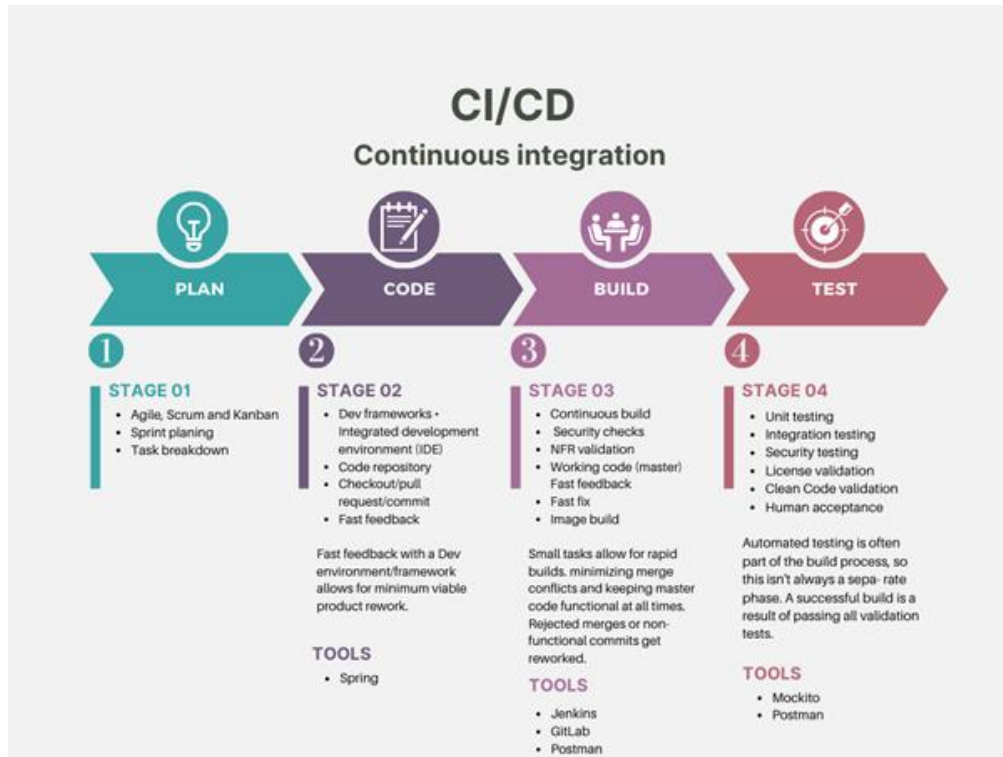 CI/CD
Continuous integration
PLAN
CODE
BUILD
TEST
1
2
3
4
STAGE 01
• Agile, Scrum and Kanban
• Sprint planing
• Task breakdown
STAGE 02
• Dev frameworks •
Integrated development
environment (IDE)
• Code repository
• Checkout/pull
request/commit
• Fast feedback
Fast feedback with a Dev
environment/framework
allows for minimum viable
product rework.
TOOLS
• Spring
STAGE 03
• Continuous build
• Security checks
• NFR validation
• Working code (master)
Fast feedback
• Fast fix
• Image build
Small tasks allow for rapid
builds. minimizing merge
conflicts and keeping master
code functional at all times.
Rejected merges or non-
functional commits get
reworked.
TOOLS
• Jenkins
• GitLab
• Postman
STAGE 04
• Unit testing
• Integration testing
• Security testing
• License validation
• Clean Code validation
• Human acceptance
Automated testing is often
part of the build process, so
this isn't always a sepa- rate
phase. A successful build is a
result of passing all validation
tests.
TOOLS
• Mockito
• Postman